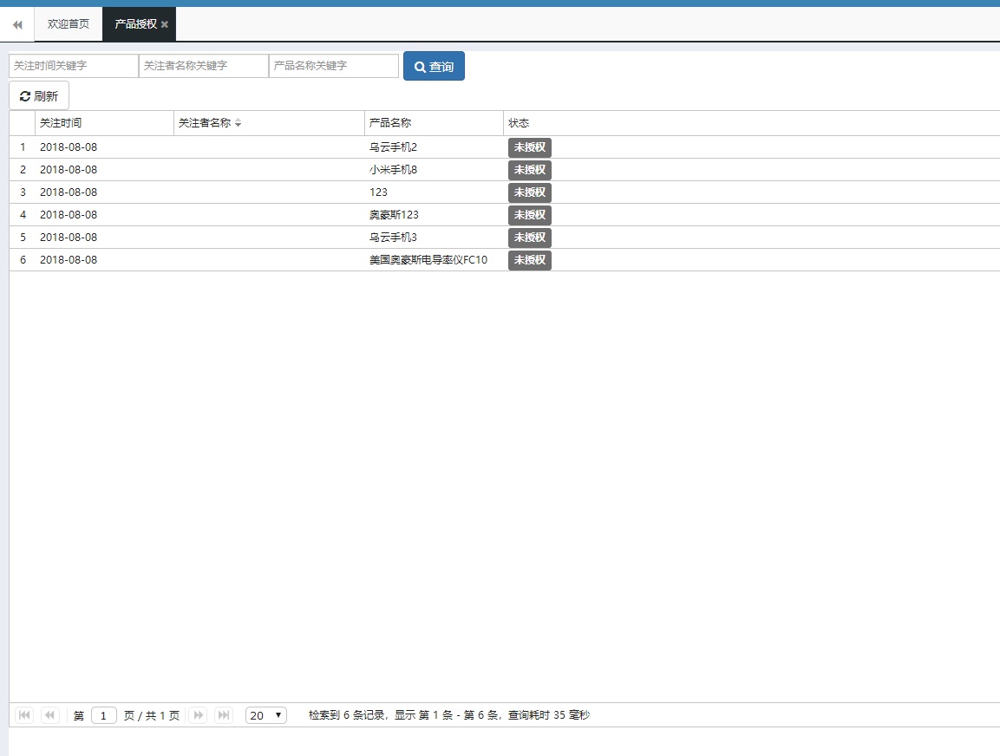 欢迎首页 产品授权
关注时间关键字 关注者名称关键字 产品名称关键字 查询
刷新
关注时间 关注者名称 产品名称 状态
1 2018-08-08 乌云手机2 未授权
2 2018-08-08 小米手机8 未授权
3 2018-08-08 123 未授权
4 2018-08-08 奥豪斯123 未授权
5 2018-08-08 乌云手机3 未授权
6 2018-08-08 美国奥豪斯电导率仪FC10 未授权
第 1 页 / 共 1 页 20 检索到 6 条记录，显示 第 1 条 - 第 6 条，查询耗时 35 毫秒